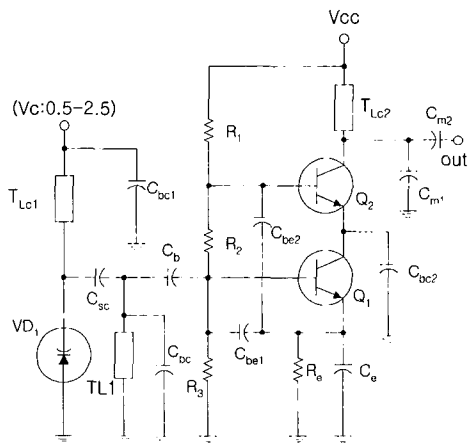 Vcc
(Vc:0.5-2.5)
T_Lc1
C_bc1
R_1
T_Lc2
C_m2
out
C_m1
Q_2
C_be2
R_2
C_b
C_sc
Q_1
C_bc2
VD_1
TL1
C_bc
C_be1
R_3
R_e
C_e